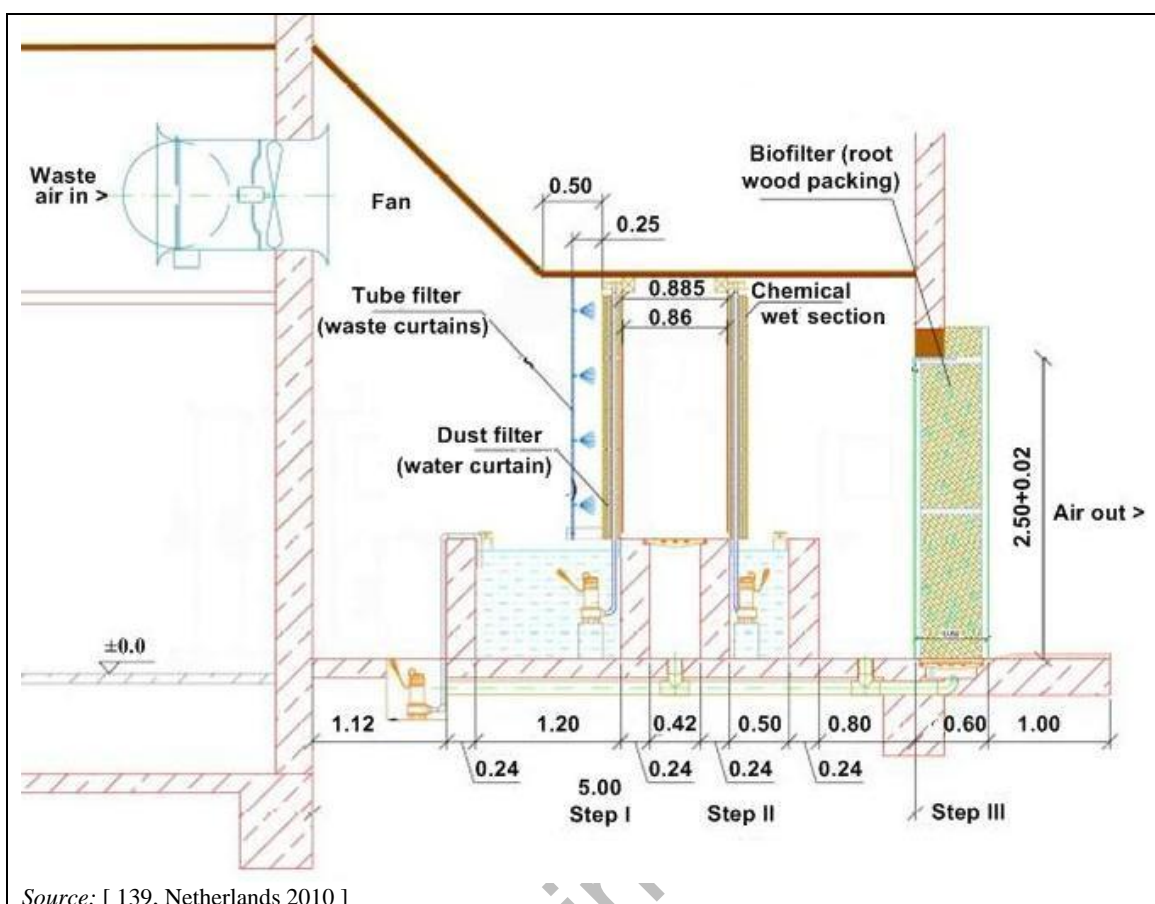 Waste
air in >
Fan
0.50
0.25
Biofilter (root
wood packing)
Tube filter
(waste curtains)
0.885
0.86
Chemical
wet section
Dust filter
(water curtain)
2.50+0.02
Air out >
±0.0
1.12
1.20
0.42
0.50
0.80
0.60
1.00
0.24
0.24
0.24
0.24
5.00
Step I
Step II
Step III
Source: [ 139, Netherlands 2010 ]